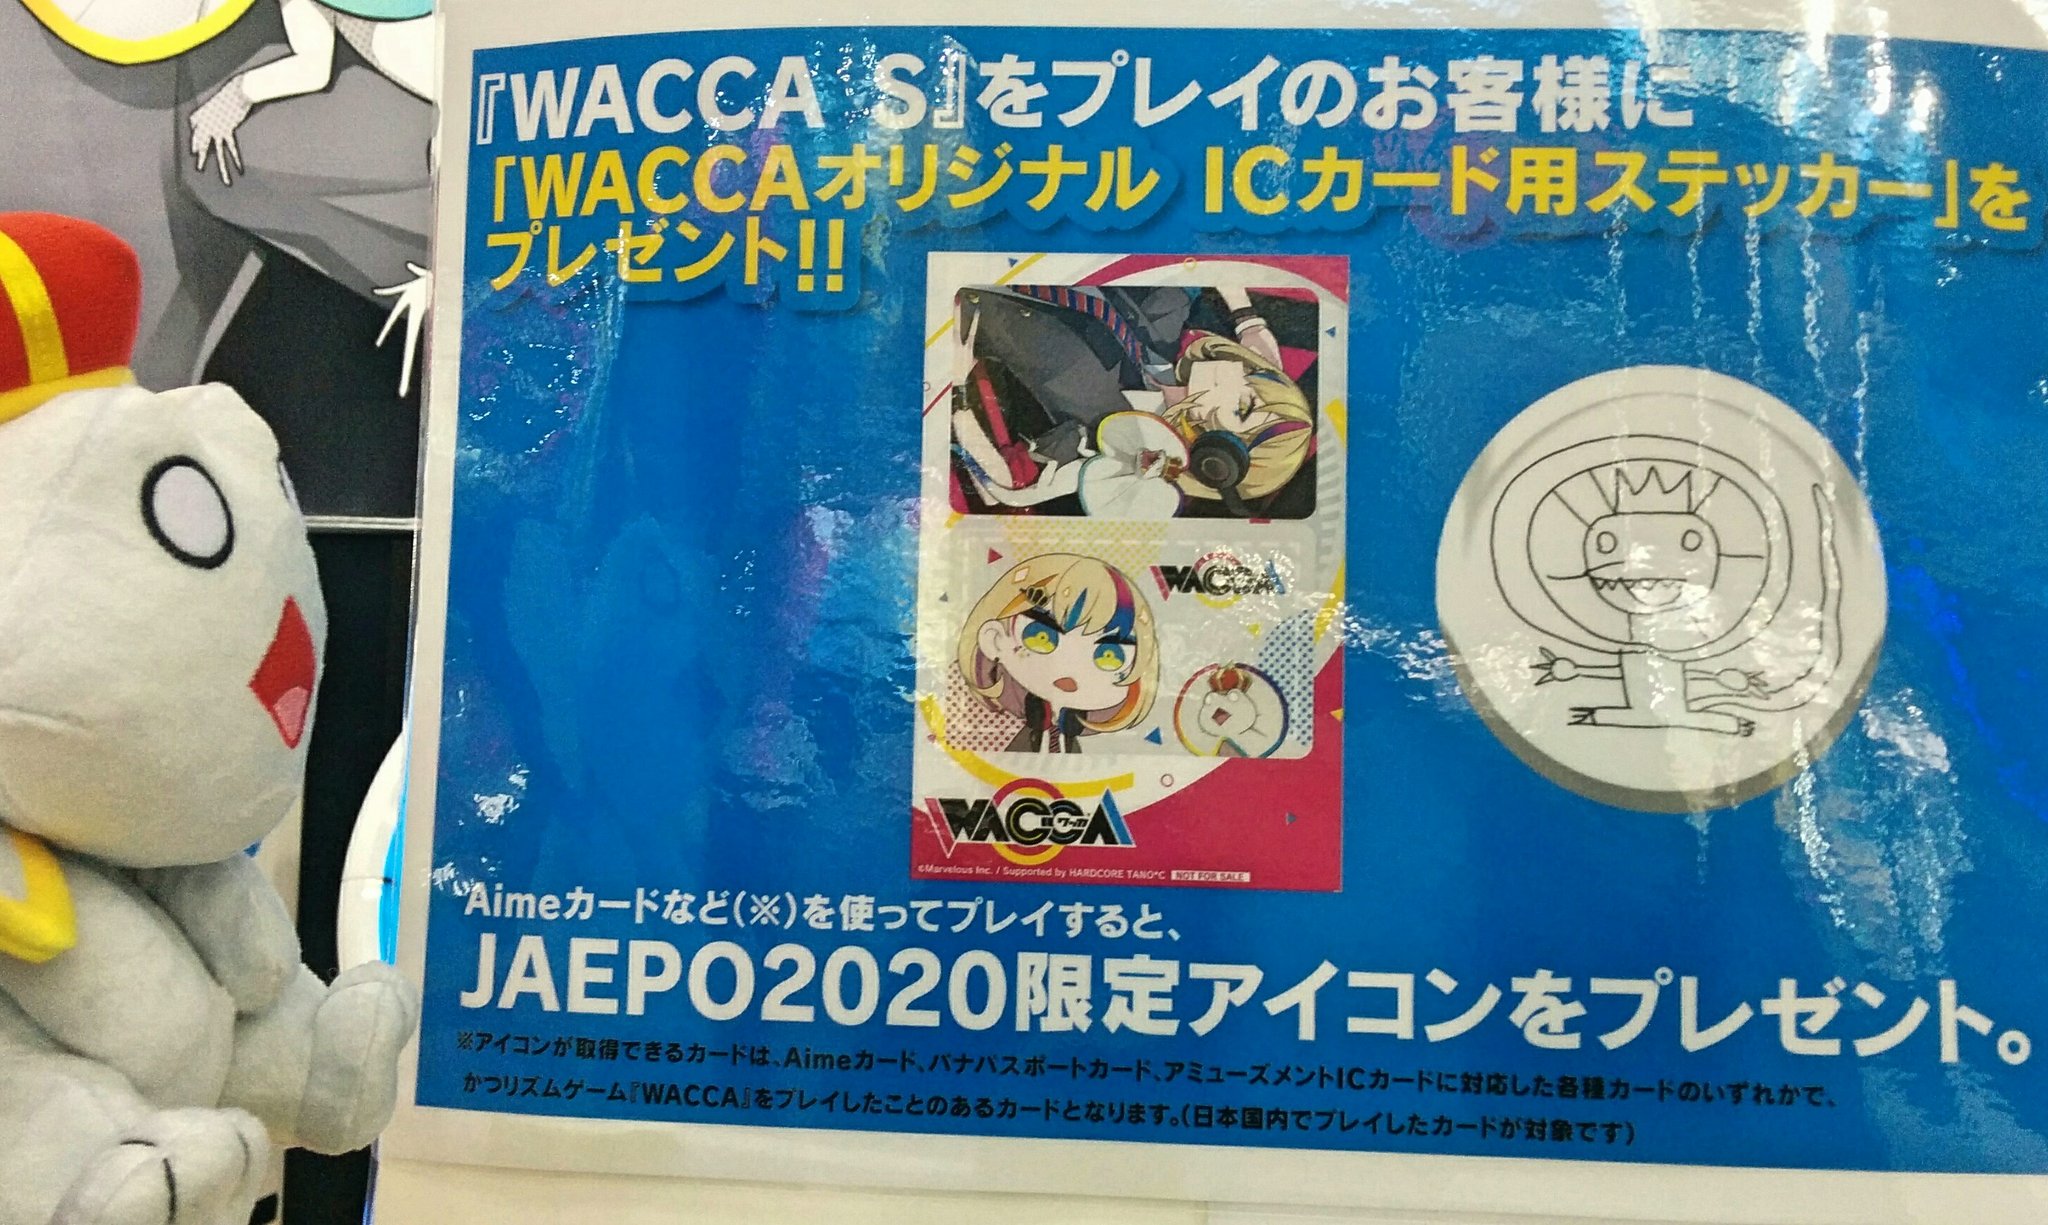 『WACCA S』をプレイのお客様に
「WACCAオリジナル ICカード用ステッカー」を
プレゼント!!
WACCA
WACCA
ワッカ
©Marvelous Inc. / Supported by HARDCORE TANO*C NOT FOR SALE
Aimeカードなど(※)を使ってプレイすると、
JAEPO2020限定アイコンをプレゼント。
※アイコンが取得できるカードは、Aimeカード、バナパスポートカード、アミューズメントICカードに対応した各種カードのいずれかで、
かつリズムゲーム『WACCA』をプレイしたことのあるカードとなります。(日本国内でプレイしたカードが対象です)